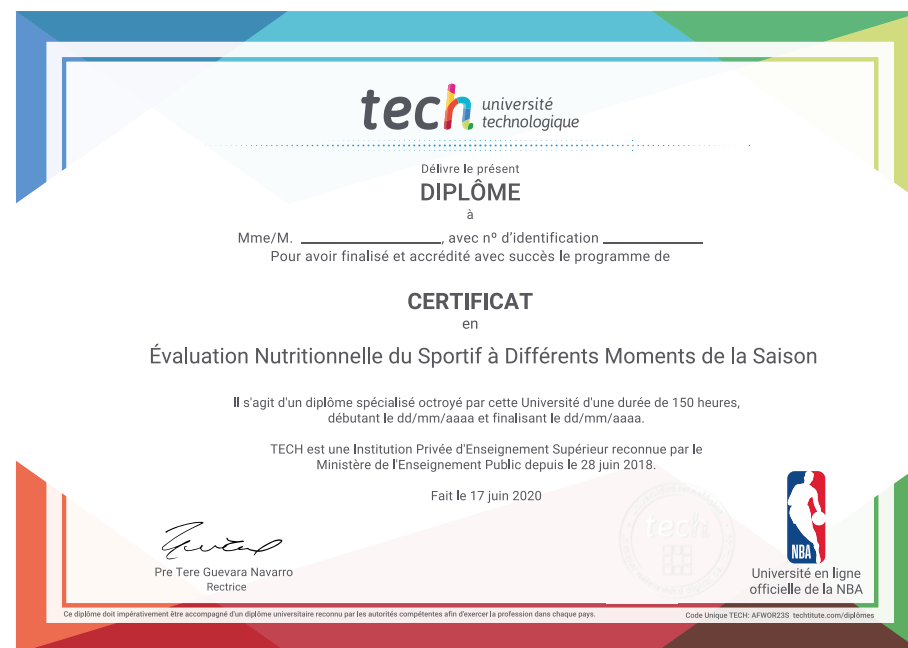 tech université
technologique
Délivre le présent
DIPLÔME
à
Mme/M. ____________________, avec nº d'identification ______________
Pour avoir finalisé et accrédité avec succès le programme de
CERTIFICAT
en
Évaluation Nutritionnelle du Sportif à Différents Moments de la Saison
Il s'agit d'un diplôme spécialisé octroyé par cette Université d'une durée de 150 heures,
débutant le dd/mm/aaaa et finalisant le dd/mm/aaaa.
TECH est une Institution Privée d'Enseignement Supérieur reconnue par le
Ministère de l'Enseignement Public depuis le 28 juin 2018.
Fait le 17 juin 2020
tech
NBA
Pre Tere Guevara Navarro
Rectrice
Université en ligne
officielle de la NBA
Ce diplôme doit impérativement être accompagné d'un diplôme universitaire reconnu par les autorités compétentes afin d'exercer la profession dans chaque pays.
Code Unique TECH: AFWOR23S techtitute.com/diplômes